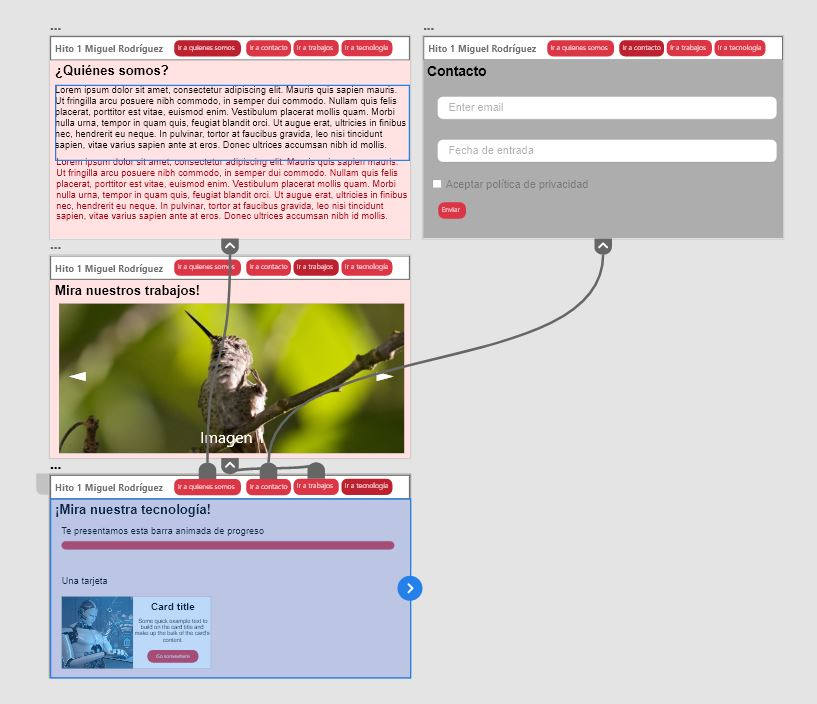 ...
Hito 1 Miguel Rodríguez Ir a quienes somos Ir a contacto Ir a trabajos Ir a tecnología
¿Quiénes somos?
Lorem ipsum dolor sit amet, consectetur adipiscing elit. Mauris quis sapien mauris.
Ut fringilla arcu posuere nibh commodo, in semper dui commodo. Nullam quis felis
placerat, porttitor est vitae, euismod enim. Vestibulum placerat mollis quam. Morbi
nulla urna, tempor in quam quis, feugiat blandit orci. Ut augue erat, ultricies in finibus
nec, hendrerit eu neque. In pulvinar, tortor at faucibus gravida, leo nisi tincidunt
sapien, vitae varius sapien ante at eros. Donec ultrices accumsan nibh id mollis.
Lorem ipsum dolor sit amet, consectetur adipiscing elit. Mauris quis sapien mauris.
Ut fringilla arcu posuere nibh commodo, in semper dui commodo. Nullam quis felis
placerat, porttitor est vitae, euismod enim. Vestibulum placerat mollis quam. Morbi
nulla urna, tempor in quam quis, feugiat blandit orci. Ut augue erat, ultricies in finibus
nec, hendrerit eu neque. In pulvinar, tortor at faucibus gravida, leo nisi tincidunt
sapien, vitae varius sapien ante at eros. Donec ultrices accumsan nibh id mollis.
...
Hito 1 Miguel Rodríguez Ir a quienes somos Ir a contacto Ir a trabajos Ir a tecnología
Contacto
Enter email
Fecha de entrada
Aceptar política de privacidad
Enviar
...
Hito 1 Miguel Rodríguez Ir a quienes somos Ir a contacto Ir a trabajos Ir a tecnología
Mira nuestros trabajos!
Imagen 1
...
Hito 1 Miguel Rodríguez Ir a quienes somos Ir a contacto Ir a trabajos Ir a tecnología
¡Mira nuestra tecnología!
Te presentamos esta barra animada de progreso
Una tarjeta
Card title
Some quick example text to
build on the card title and
make up the bulk of the card's
content.
Go somewhere